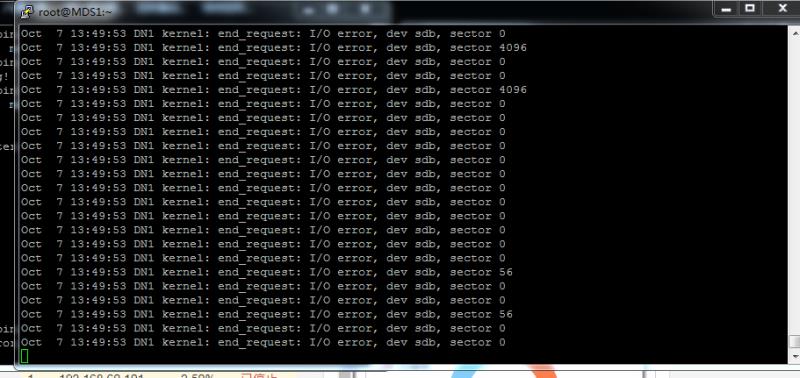 root@MDS1:~
Oct  7 13:49:53 DN1 kernel: end_request: I/O error, dev sdb, sector 0
Oct  7 13:49:53 DN1 kernel: end_request: I/O error, dev sdb, sector 4096
Oct  7 13:49:53 DN1 kernel: end_request: I/O error, dev sdb, sector 0
Oct  7 13:49:53 DN1 kernel: end_request: I/O error, dev sdb, sector 0
Oct  7 13:49:53 DN1 kernel: end_request: I/O error, dev sdb, sector 4096
Oct  7 13:49:53 DN1 kernel: end_request: I/O error, dev sdb, sector 0
Oct  7 13:49:53 DN1 kernel: end_request: I/O error, dev sdb, sector 0
Oct  7 13:49:53 DN1 kernel: end_request: I/O error, dev sdb, sector 0
Oct  7 13:49:53 DN1 kernel: end_request: I/O error, dev sdb, sector 0
Oct  7 13:49:53 DN1 kernel: end_request: I/O error, dev sdb, sector 0
Oct  7 13:49:53 DN1 kernel: end_request: I/O error, dev sdb, sector 0
Oct  7 13:49:53 DN1 kernel: end_request: I/O error, dev sdb, sector 0
Oct  7 13:49:53 DN1 kernel: end_request: I/O error, dev sdb, sector 0
Oct  7 13:49:53 DN1 kernel: end_request: I/O error, dev sdb, sector 0
Oct  7 13:49:53 DN1 kernel: end_request: I/O error, dev sdb, sector 0
Oct  7 13:49:53 DN1 kernel: end_request: I/O error, dev sdb, sector 0
Oct  7 13:49:53 DN1 kernel: end_request: I/O error, dev sdb, sector 0
Oct  7 13:49:53 DN1 kernel: end_request: I/O error, dev sdb, sector 56
Oct  7 13:49:53 DN1 kernel: end_request: I/O error, dev sdb, sector 0
Oct  7 13:49:53 DN1 kernel: end_request: I/O error, dev sdb, sector 0
Oct  7 13:49:53 DN1 kernel: end_request: I/O error, dev sdb, sector 56
Oct  7 13:49:53 DN1 kernel: end_request: I/O error, dev sdb, sector 0
Oct  7 13:49:53 DN1 kernel: end_request: I/O error, dev sdb, sector 0